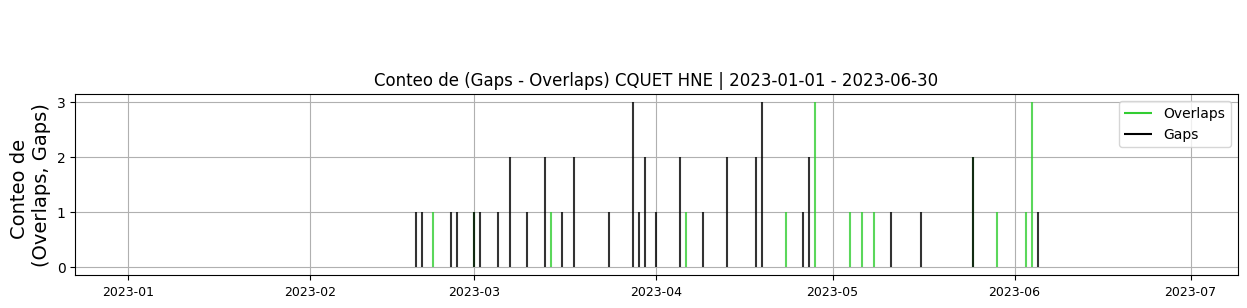 Conteo de (Gaps - Overlaps) CQUET HNE | 2023-01-01 - 2023-06-30
Conteo de
(Overlaps, Gaps)
3
2
1
0
Overlaps
Gaps
2023-01
2023-02
2023-03
2023-04
2023-05
2023-06
2023-07